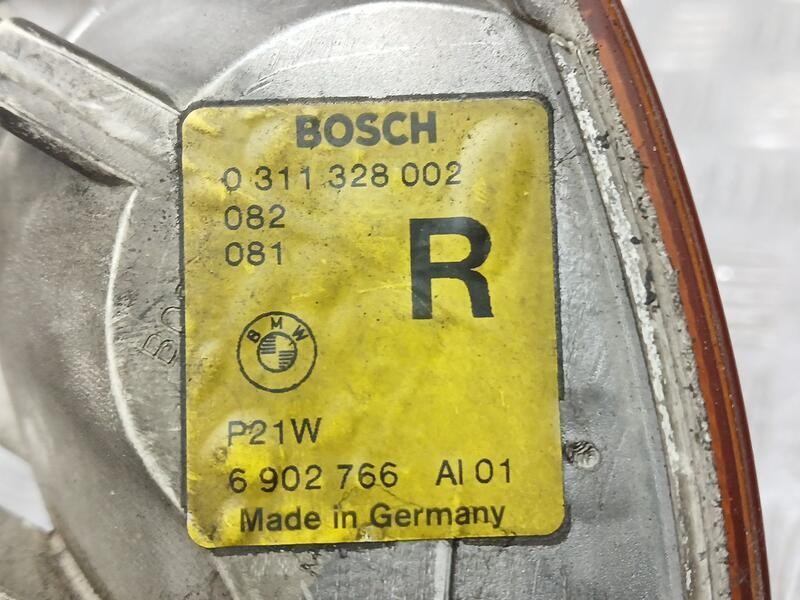 BOSCH
0 311 328 002
082
081
R
BMW
P21W
6 902 766 AI 01
Made in Germany